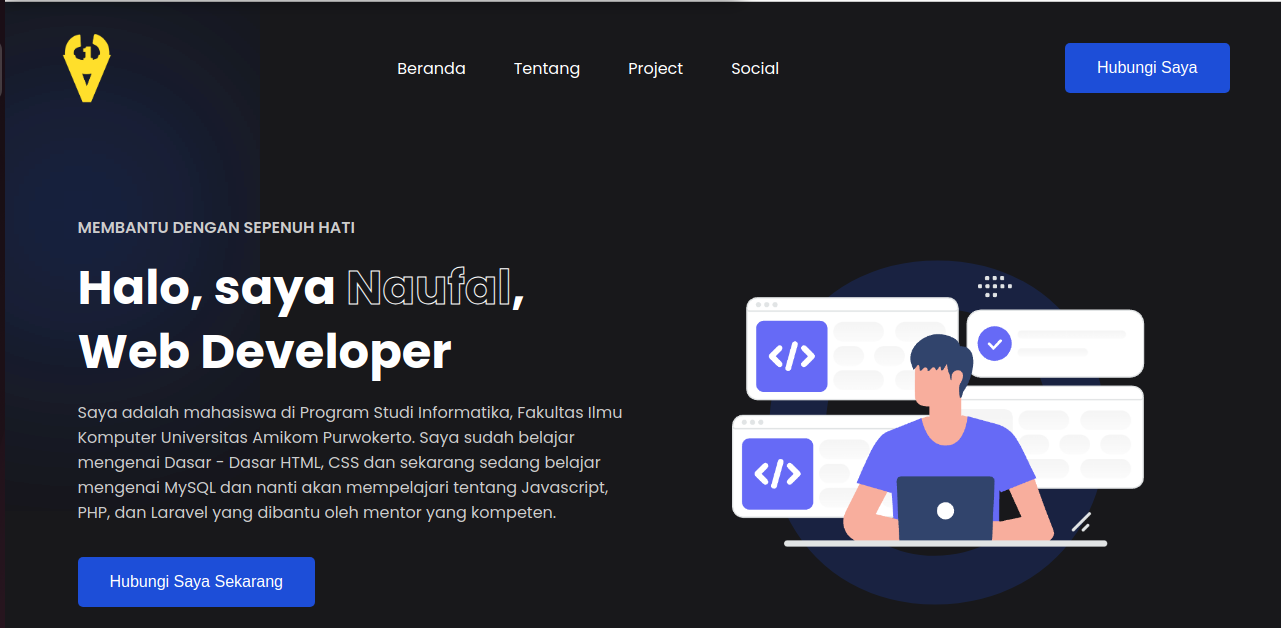 Beranda
Tentang
Project
Social
Hubungi Saya
MEMBANTU DENGAN SEPENUH HATI
Halo, saya Naufal,
Web Developer
Saya adalah mahasiswa di Program Studi Informatika, Fakultas Ilmu
Komputer Universitas Amikom Purwokerto. Saya sudah belajar
mengenai Dasar - Dasar HTML, CSS dan sekarang sedang belajar
mengenai MySQL dan nanti akan mempelajari tentang Javascript,
PHP, dan Laravel yang dibantu oleh mentor yang kompeten.
Hubungi Saya Sekarang